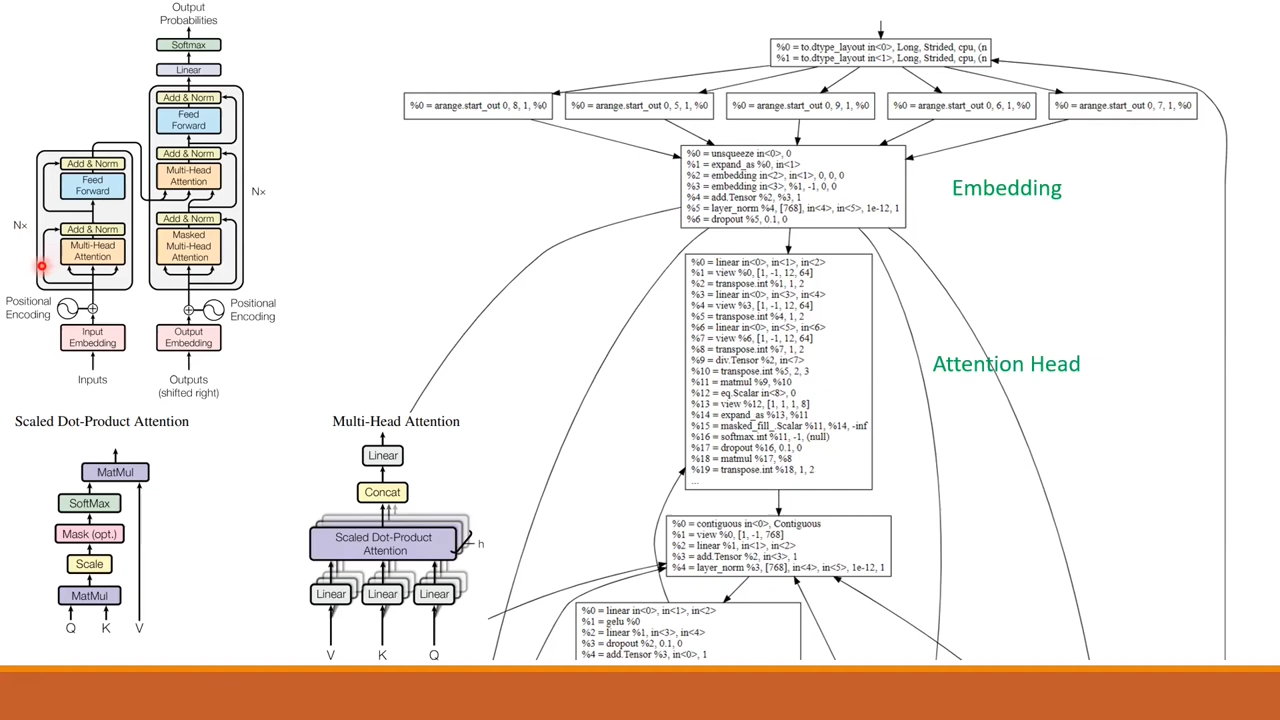 Output
Probabilities
Softmax
Linear
Add & Norm
Feed
Forward
Add & Norm
Multi-Head
Attention
Add & Norm
Masked
Multi-Head
Attention
Nx
Add & Norm
Feed
Forward
Nx
Add & Norm
Multi-Head
Attention
Positional
Encoding
Positional
Encoding
Input
Embedding
Output
Embedding
Inputs
Outputs
(shifted right)
Scaled Dot-Product Attention
MatMul
SoftMax
Mask (opt.)
Scale
MatMul
Q K V
Multi-Head Attention
Linear
Concat
Scaled Dot-Product
Attention
h
Linear Linear Linear
V K Q
%0 = to.dtype_layout in<0>, Long, Strided, cpu, (n
%1 = to.dtype_layout in<1>, Long, Strided, cpu, (n
%0 = arange.start_out 0, 8, 1, %0
%0 = arange.start_out 0, 5, 1, %0
%0 = arange.start_out 0, 9, 1, %0
%0 = arange.start_out 0, 6, 1, %0
%0 = arange.start_out 0, 7, 1, %0
%0 = unsqueeze in<0>, 0
%1 = expand_as %0, in<1>
%2 = embedding in<2>, in<1>, 0, 0, 0
%3 = embedding in<3>, %1, -1, 0, 0
%4 = add.Tensor %2, %3, 1
%5 = layer_norm %4, [768], in<4>, in<5>, 1e-12, 1
%6 = dropout %5, 0.1, 0
Embedding
%0 = linear in<0>, in<1>, in<2>
%1 = view %0, [1, -1, 12, 64]
%2 = transpose.int %1, 1, 2
%3 = linear in<0>, in<3>, in<4>
%4 = view %3, [1, -1, 12, 64]
%5 = transpose.int %4, 1, 2
%6 = linear in<0>, in<5>, in<6>
%7 = view %6, [1, -1, 12, 64]
%8 = transpose.int %7, 1, 2
%9 = div.Tensor %2, in<7>
%10 = transpose.int %5, 2, 3
%11 = matmul %9, %10
%12 = eq.Scalar in<8>, 0
%13 = view %12, [1, 1, 1, 8]
%14 = expand_as %13, %11
%15 = masked_fill_.Scalar %11, %14, -inf
%16 = softmax.int %11, -1, (null)
%17 = dropout %16, 0.1, 0
%18 = matmul %17, %8
%19 = transpose.int %18, 1, 2
...
Attention Head
%0 = contiguous in<0>, Contiguous
%1 = view %0, [1, -1, 768]
%2 = linear %1, in<1>, in<2>
%3 = add.Tensor %2, in<3>, 1
%4 = layer_norm %3, [768], in<4>, in<5>, 1e-12, 1
%0 = linear in<0>, in<1>, in<2>
%1 = gelu %0
%2 = linear %1, in<3>, in<4>
%3 = dropout %2, 0.1, 0
%4 = add.Tensor %3, in<0>, 1